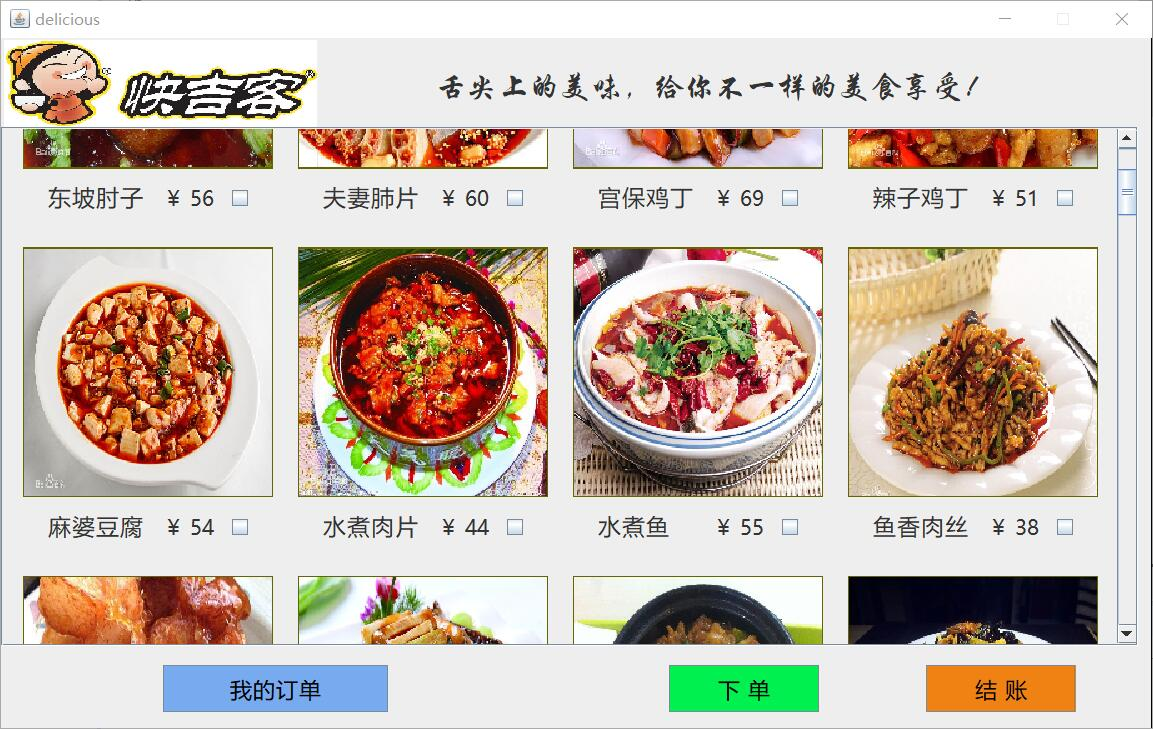 delicious
快吉客
舌尖上的美味，给你不一样的美食享受！
东坡肘子 ¥ 56 夫妻肺片 ¥ 60 宫保鸡丁 ¥ 69 辣子鸡丁 ¥ 51
麻婆豆腐 ¥ 54 水煮肉片 ¥ 44 水煮鱼 ¥ 55 鱼香肉丝 ¥ 38
我的订单 下 单 结 账